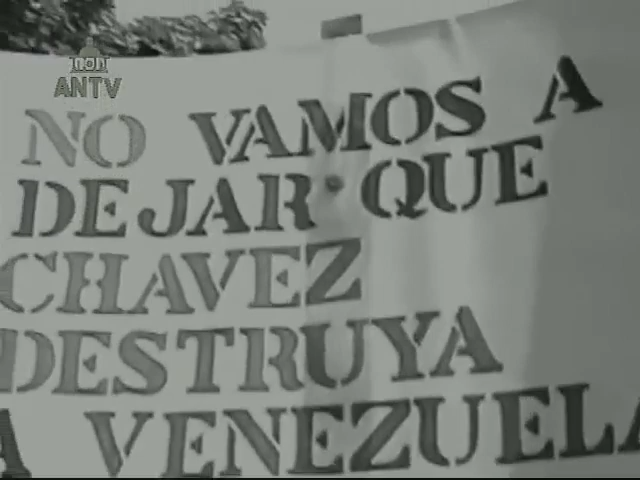 ANTV
NO VAMOS A
DEJAR QUE
CHAVEZ
DESTRUYA
A VENEZUELA